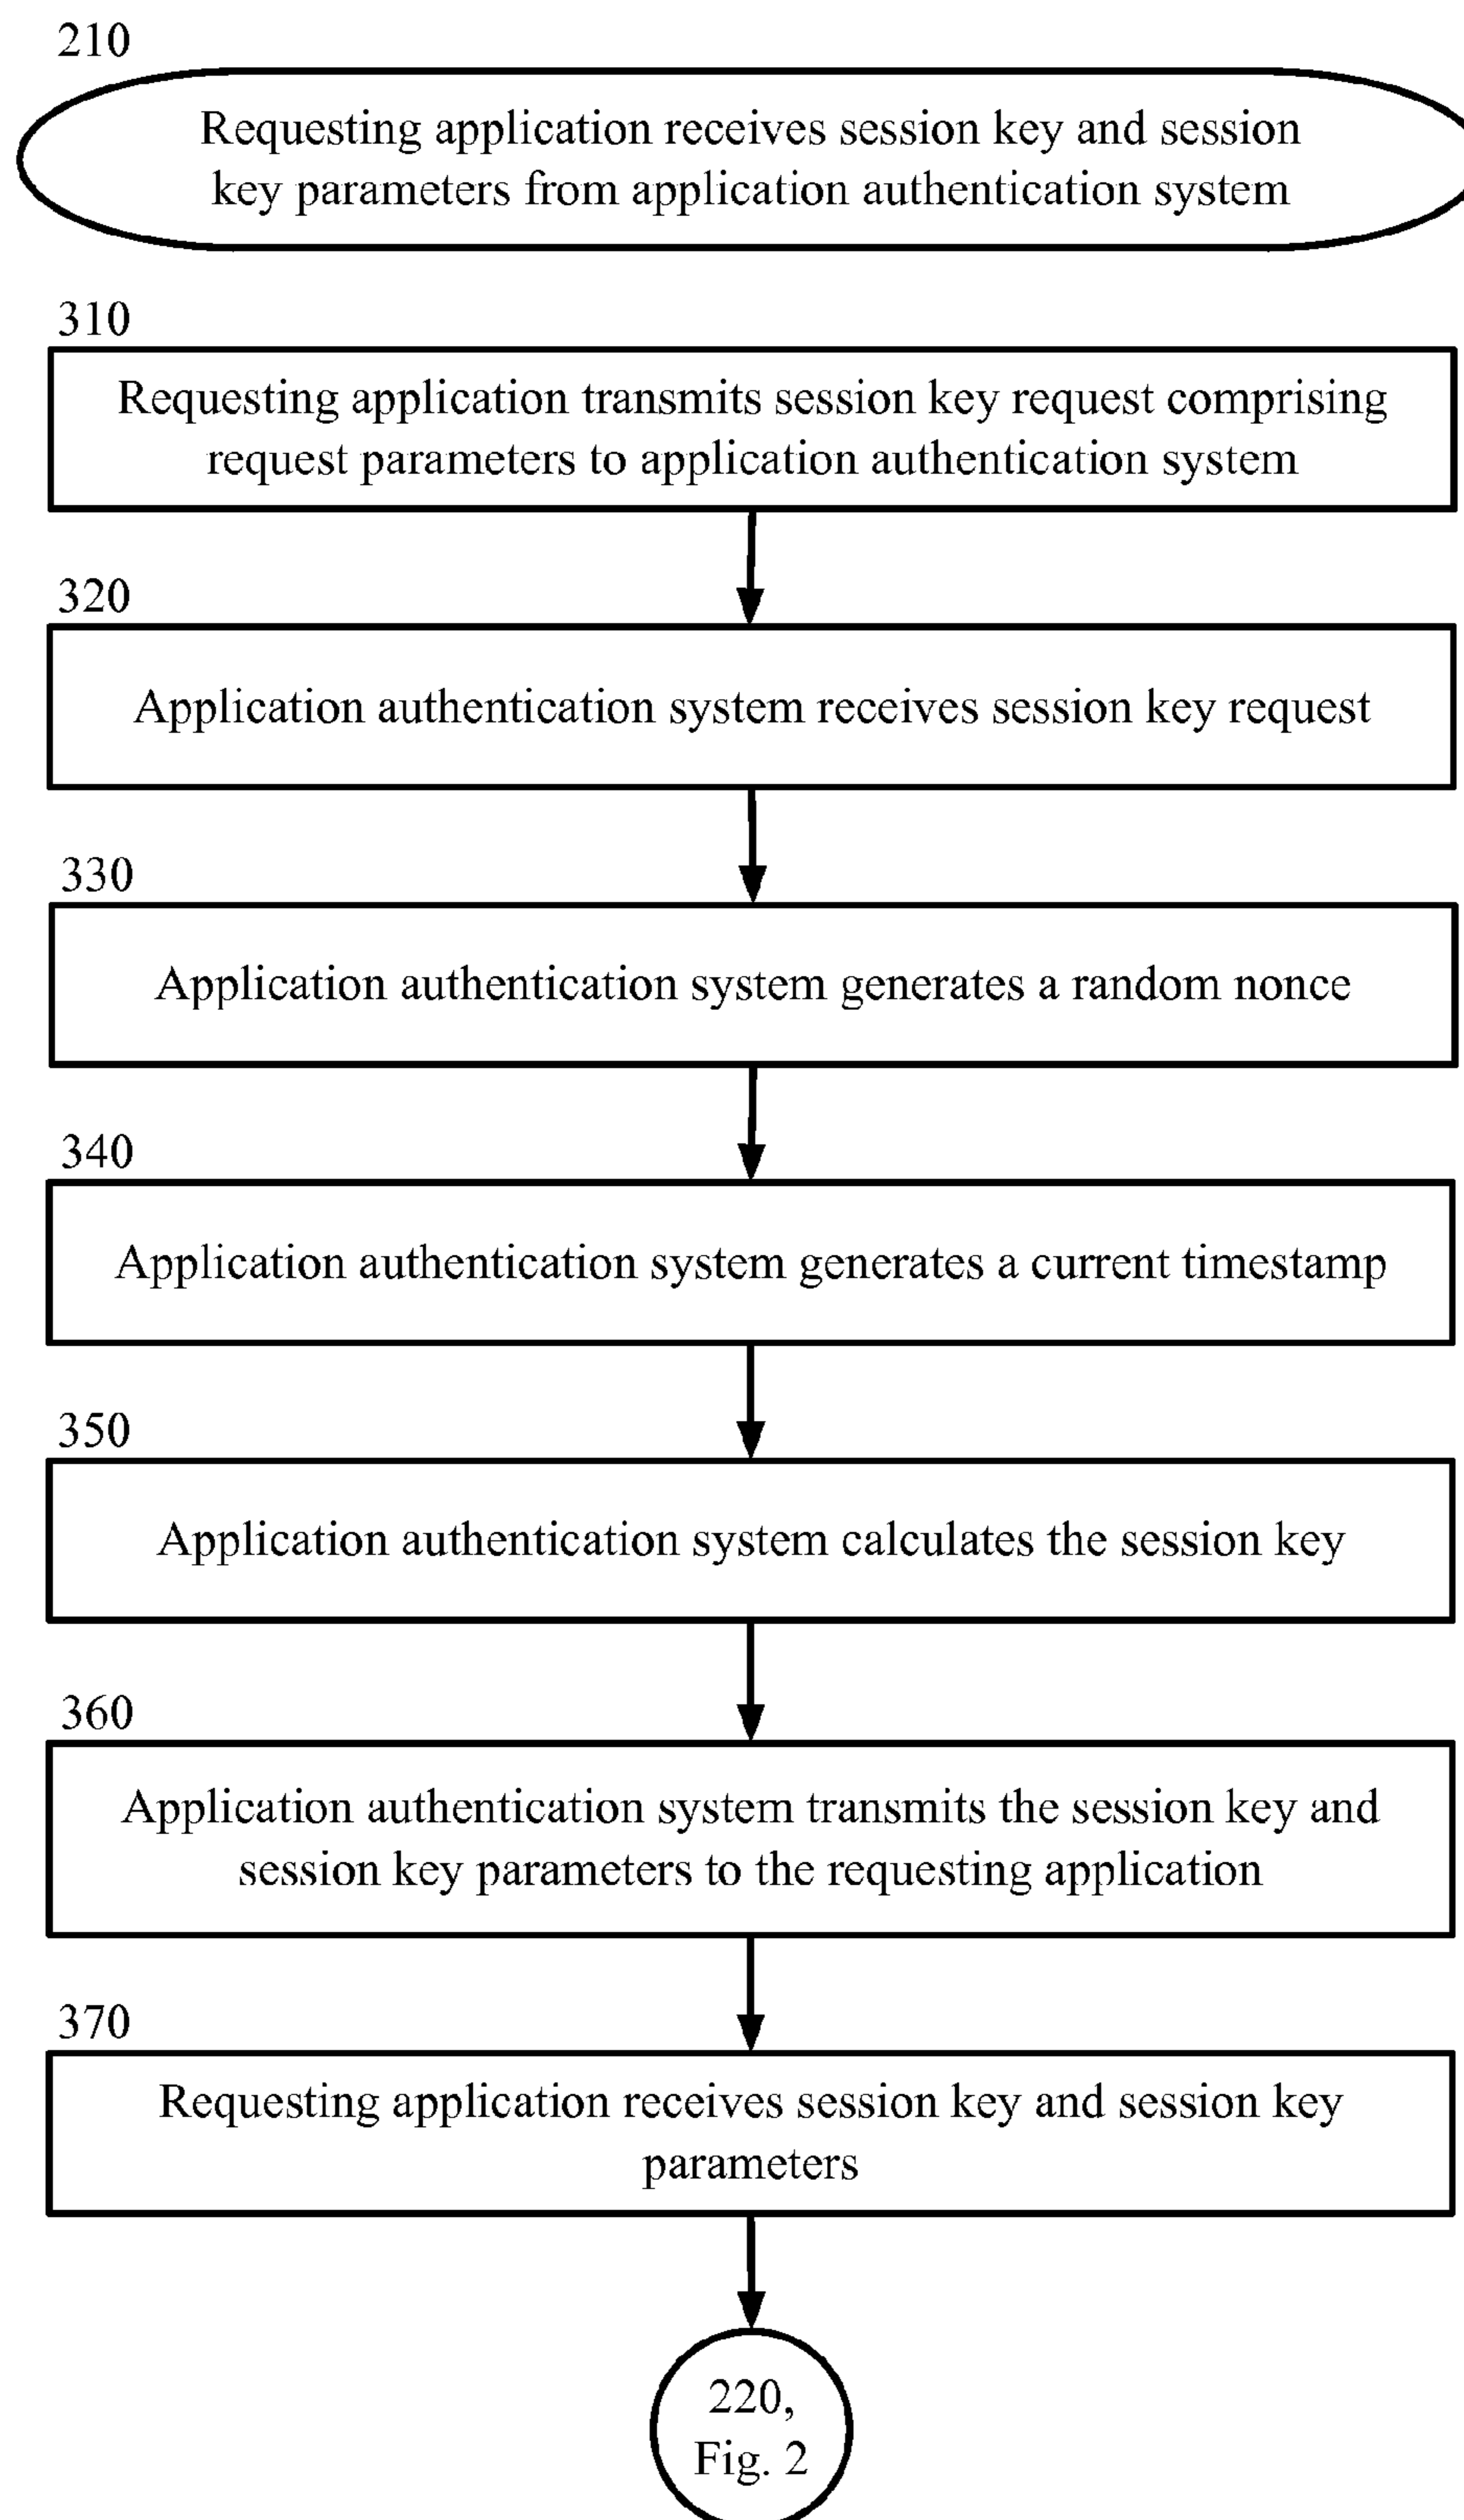 210
Requesting application receives session key and session
key parameters from application authentication system
310
Requesting application transmits session key request comprising
request parameters to application authentication system
320
Application authentication system receives session key request
330
Application authentication system generates a random nonce
340
Application authentication system generates a current timestamp
350
Application authentication system calculates the session key
360
Application authentication system transmits the session key and
session key parameters to the requesting application
370
Requesting application receives session key and session key
parameters
220,
Fig. 2